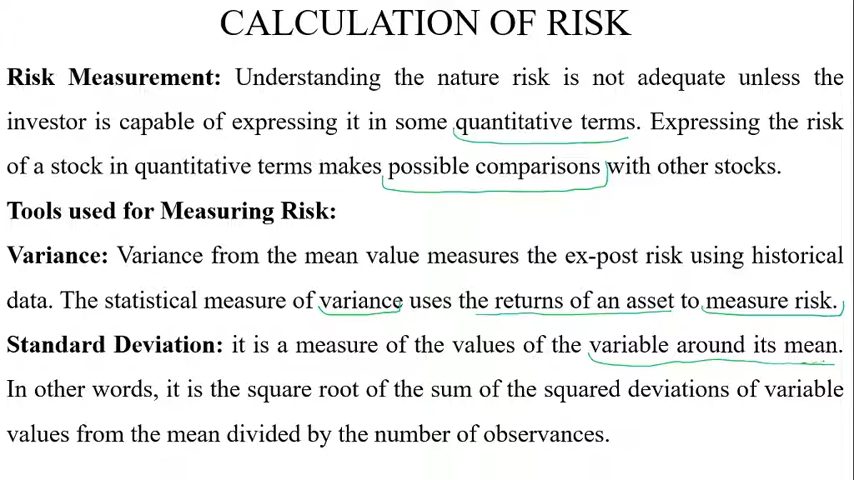 CALCULATION OF RISK
Risk Measurement: Understanding the nature risk is not adequate unless the
investor is capable of expressing it in some quantitative terms. Expressing the risk
of a stock in quantitative terms makes possible comparisons with other stocks.
Tools used for Measuring Risk:
Variance: Variance from the mean value measures the ex-post risk using historical
data. The statistical measure of variance uses the returns of an asset to measure risk.
Standard Deviation: it is a measure of the values of the variable around its mean.
In other words, it is the square root of the sum of the squared deviations of variable
values from the mean divided by the number of observances.